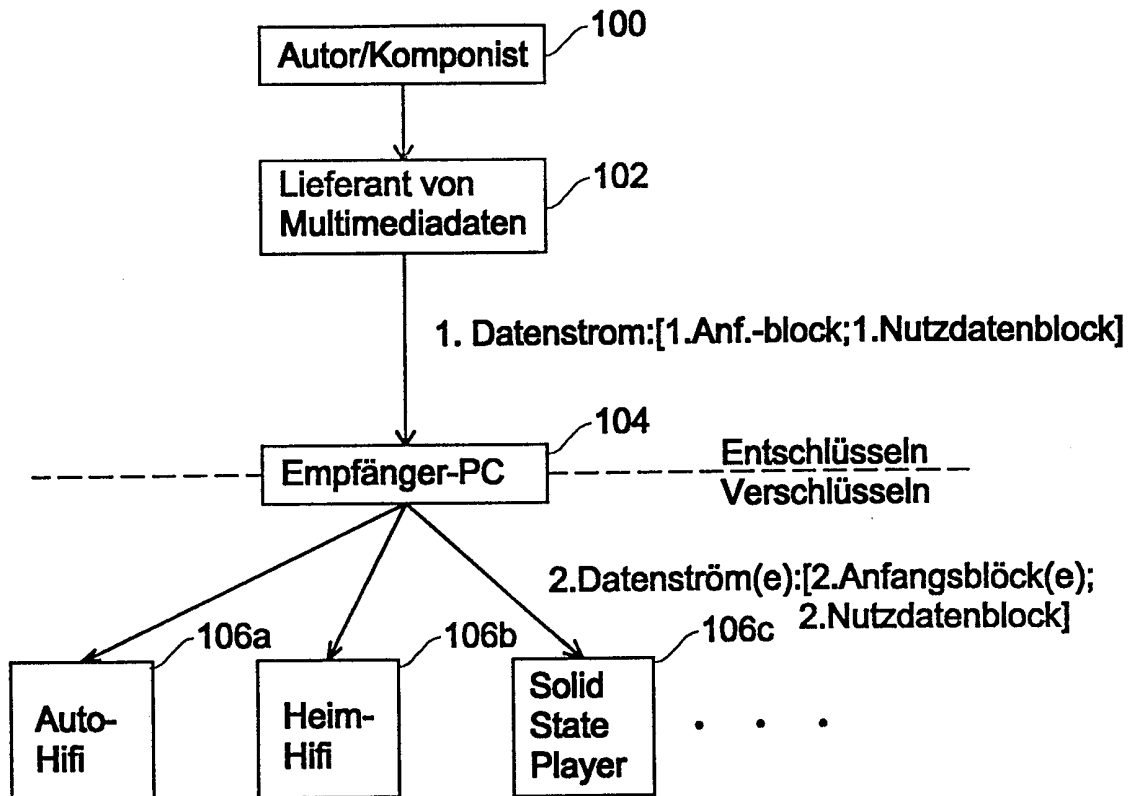 100
Autor/Komponist
102
Lieferant von
Multimediadaten
1. Datenstrom:[1.Anf.-block;1.Nutzdatenblock]
104
Empfänger-PC
Entschlüsseln
Verschlüsseln
2.Datenström(e):[2.Anfangsblöck(e);
2.Nutzdatenblock]
106a
106b
106c
Auto-
Hifi
Heim-
Hifi
Solid
State
Player
. . .